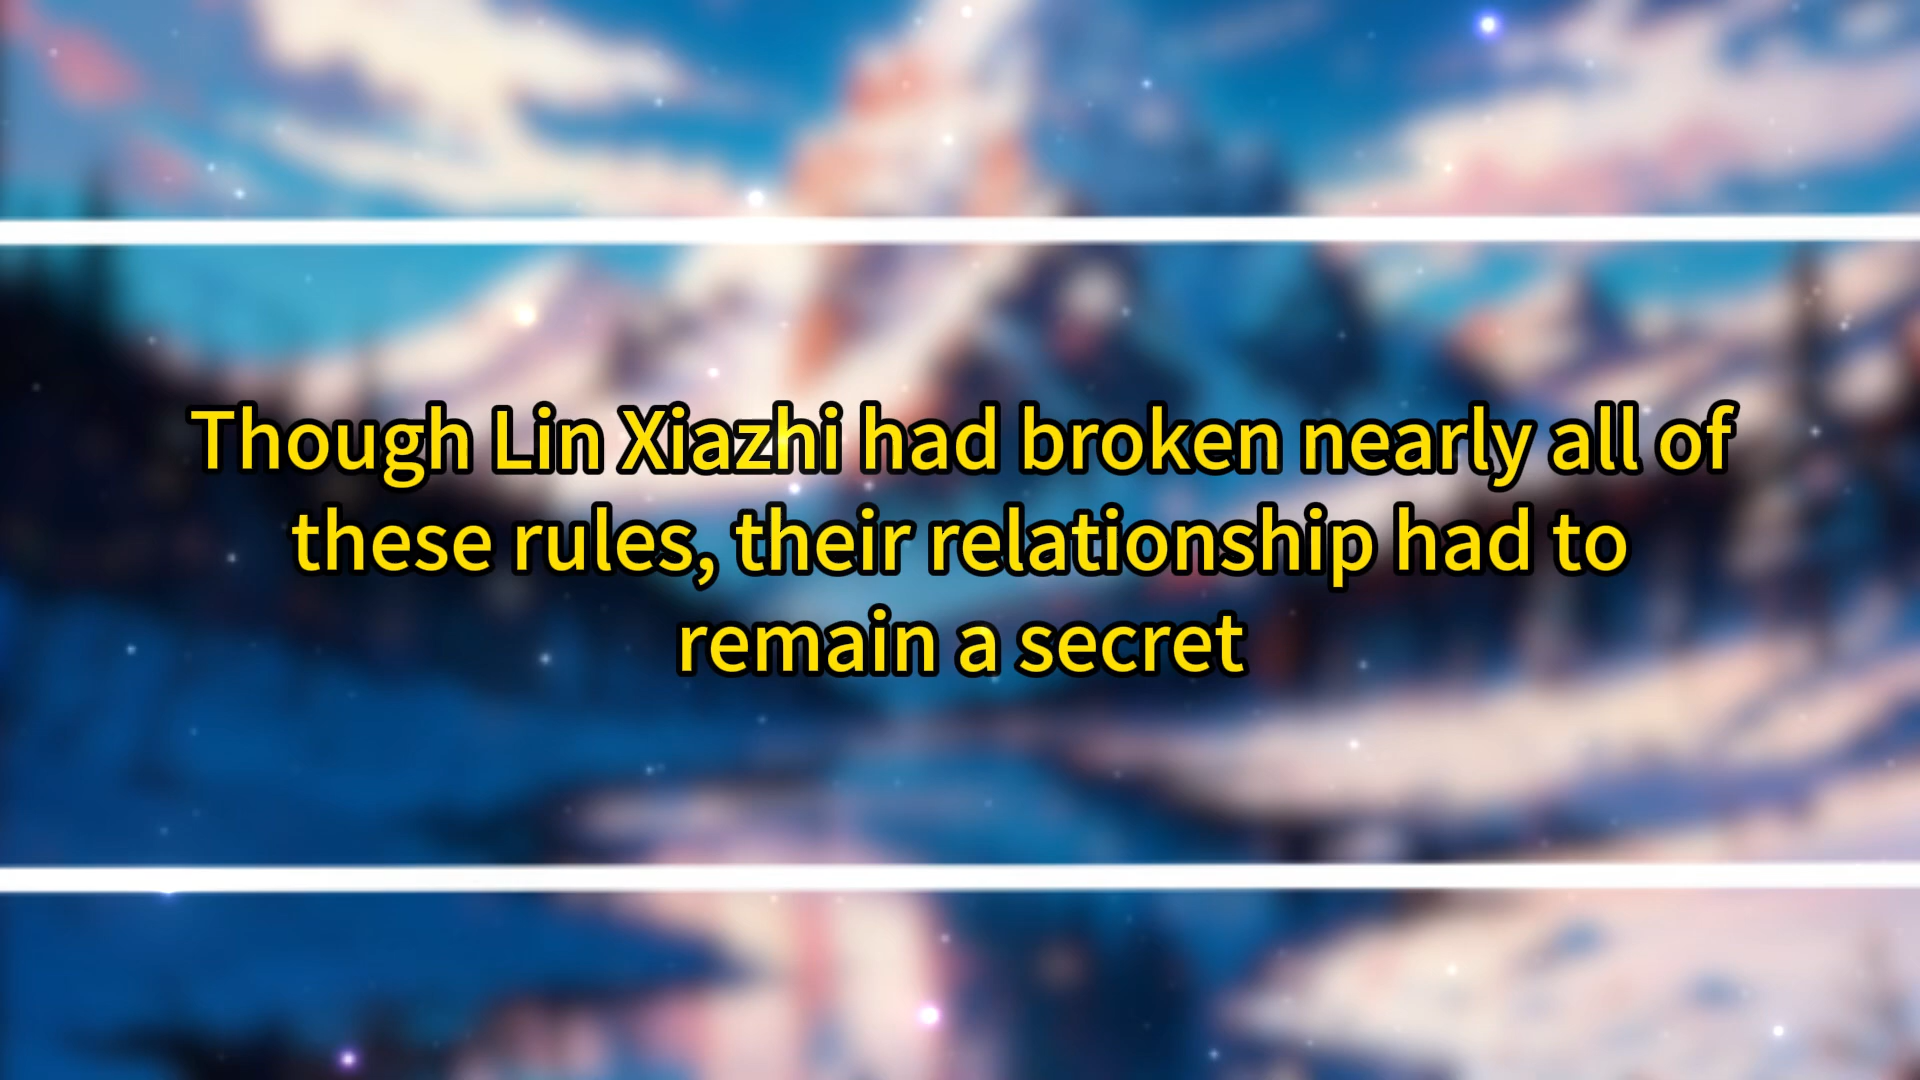 Though Lin Xiazhi had broken nearly all of
these rules, their relationship had to
remain a secret